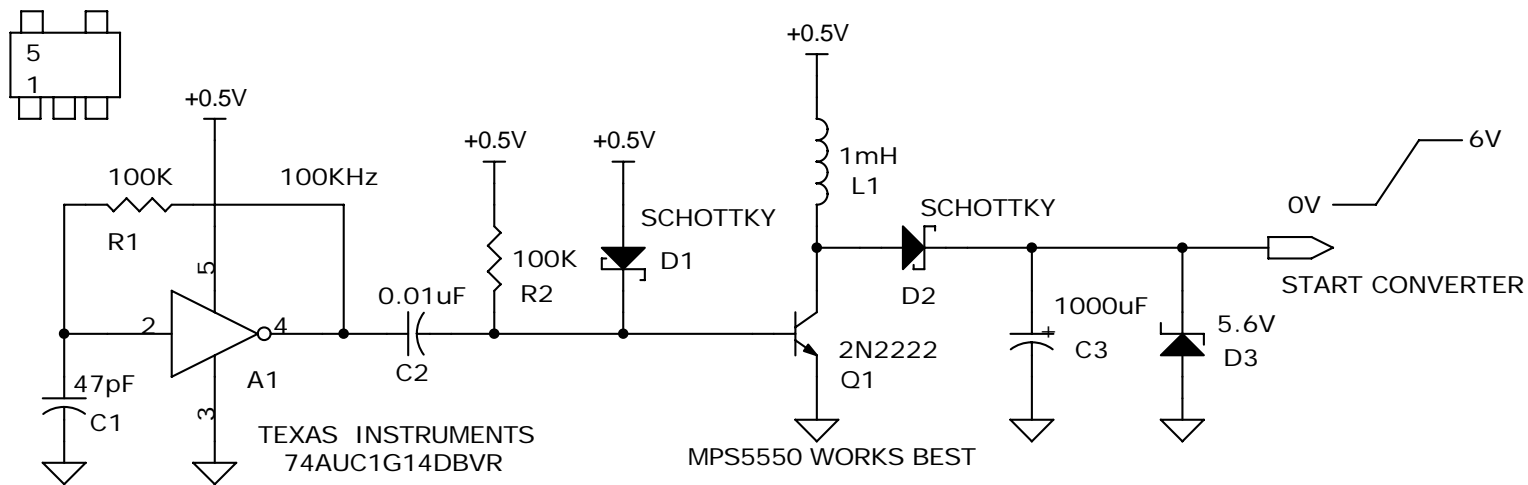 5
1
+0.5V
+0.5V
+0.5V
+0.5V
100K
R1
100KHz
5
2
4
3
A1
47pF
C1
0.01uF
C2
100K
R2
SCHOTTKY
D1
1mH
L1
SCHOTTKY
D2
2N2222
Q1
1000uF
+
C3
5.6V
D3
0V
6V
START CONVERTER
TEXAS INSTRUMENTS
74AUC1G14DBVR
MPS5550 WORKS BEST